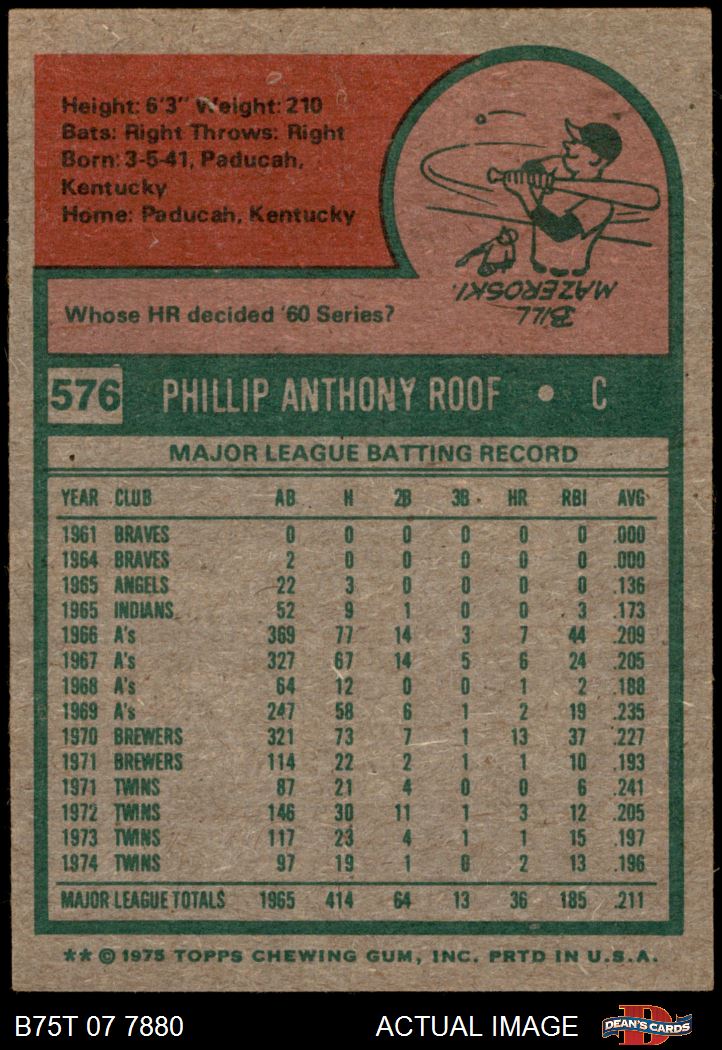 Height: 6'3" Weight: 210
Bats: Right Throws: Right
Born: 3-5-41, Paducah,
Kentucky
Home: Paducah, Kentucky
BILL
MAZEROSKI.
Whose HR decided '60 Series?
576 PHILLIP ANTHONY ROOF • C
MAJOR LEAGUE BATTING RECORD
YEAR CLUB AB H 2B 3B HR RBI AVG
1961 BRAVES 0 0 0 0 0 0 .000
1964 BRAVES 2 0 0 0 0 0 .000
1965 ANGELS 22 3 0 0 0 0 .136
1965 INDIANS 52 9 1 0 0 3 .173
1966 A's 369 77 14 3 7 44 .209
1967 A's 327 67 14 5 6 24 .205
1968 A's 64 12 0 0 1 2 .188
1969 A's 247 58 6 1 2 19 .235
1970 BREWERS 321 73 7 1 13 37 .227
1971 BREWERS 114 22 2 1 1 10 .193
1971 TWINS 87 21 4 0 0 6 .241
1972 TWINS 146 30 11 1 3 12 .205
1973 TWINS 117 23 4 1 1 15 .197
1974 TWINS 97 19 1 0 2 13 .196
MAJOR LEAGUE TOTALS 1965 414 64 13 36 185 .211
** © 1975 TOPPS CHEWING GUM, INC. PRTD IN U.S.A.
B75T 07 7880 ACTUAL IMAGE D DEAN'S CARDS